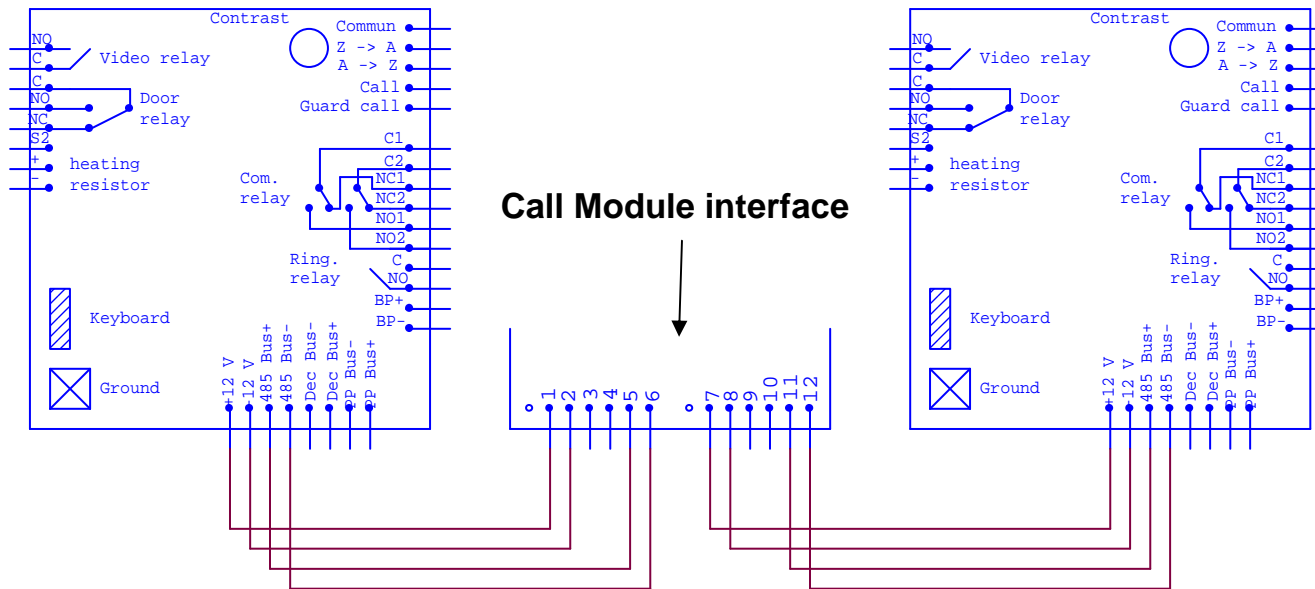 Contrast
Commun
Z -> A
A -> Z
Call
Guard call
NO
C
Video relay
C
NO
NC
Door
relay
S2
+
-
heating
resistor
C1
C2
NC1
NC2
NO1
NO2
Com.
relay
C
NO
Ring.
relay
BP+
BP-
Keyboard
Ground
+12 V
-12 V
485 Bus+
485 Bus-
Dec Bus-
Dec Bus+
PP Bus-
PP Bus+
Call Module interface
1
2
3
4
5
6
7
8
9
10
11
12
Contrast
Commun
Z -> A
A -> Z
Call
Guard call
NO
C
Video relay
C
NO
NC
Door
relay
S2
+
-
heating
resistor
C1
C2
NC1
NC2
NO1
NO2
Com.
relay
C
NO
Ring.
relay
BP+
BP-
Keyboard
Ground
+12 V
-12 V
485 Bus+
485 Bus-
Dec Bus-
Dec Bus+
PP Bus-
PP Bus+